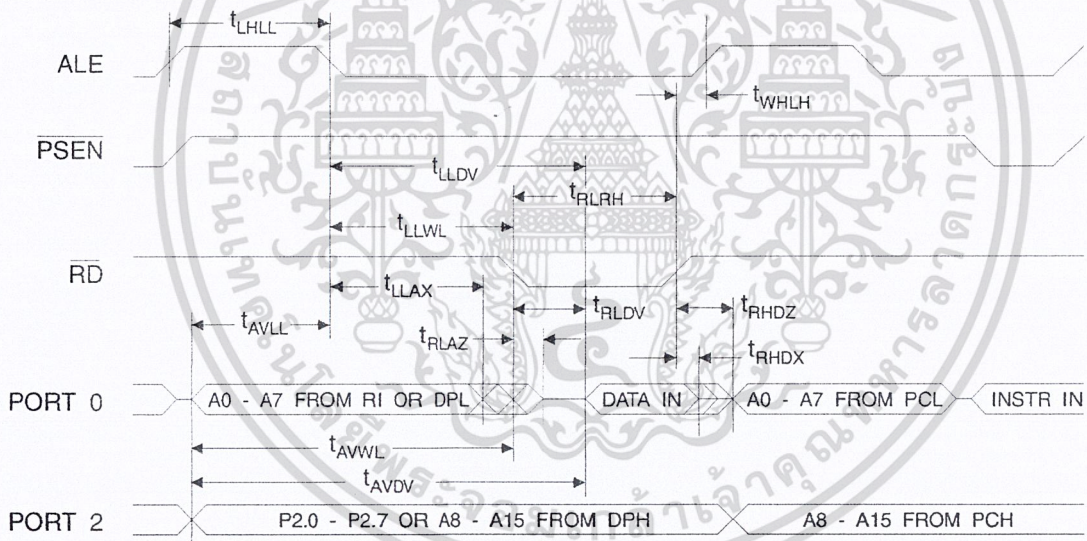 tLHLL
ALE
tWHLH
PSEN
tLLDV
tRLRH
tLLWL
RD
tLLAX
tRLDV
tRHDZ
tAVLL
tRLAZ
tRHDX
PORT 0
A0 - A7 FROM RI OR DPL
DATA IN
A0 - A7 FROM PCL
INSTR IN
tAVWL
tAVDV
PORT 2
P2.0 - P2.7 OR A8 - A15 FROM DPH
A8 - A15 FROM PCH